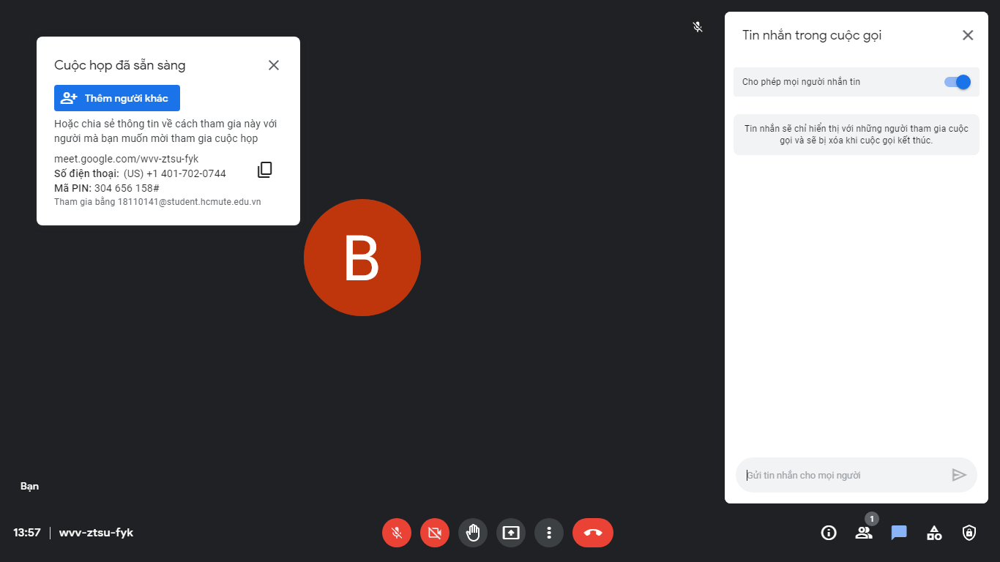 Cuộc họp đã sẵn sàng
Thêm người khác
Hoặc chia sẻ thông tin về cách tham gia này với
người mà bạn muốn mời tham gia cuộc họp
meet.google.com/wvv-ztsu-fyk
Số điện thoại: (US) +1 401-702-0744
Mã PIN: 304 656 158#
Tham gia bằng 18110141@student.hcmute.edu.vn
B
Bạn
Tin nhắn trong cuộc gọi
Cho phép mọi người nhắn tin
Tin nhắn sẽ chỉ hiển thị với những người tham gia cuộc
gọi và sẽ bị xóa khi cuộc gọi kết thúc.
Gửi tin nhắn cho mọi người
13:57 | wvv-ztsu-fyk
1